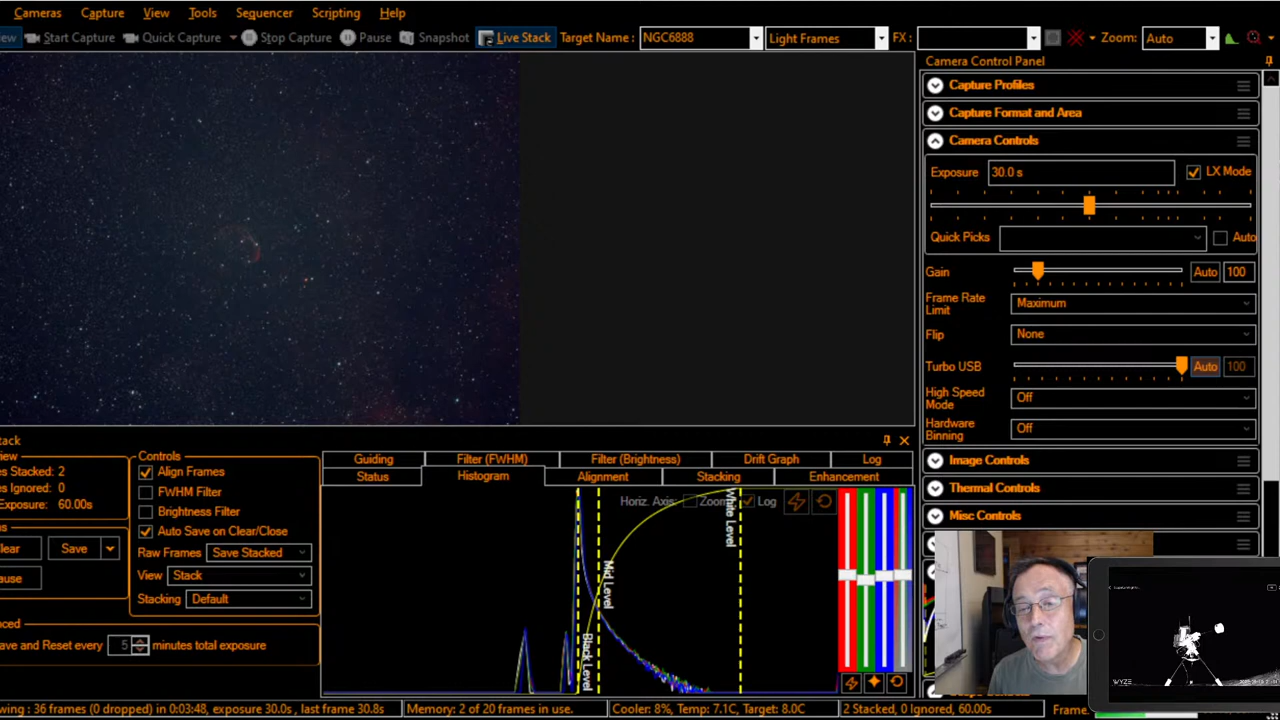 Cameras Capture View Tools Sequencer Scripting Help
ew Start Capture Quick Capture Stop Capture Pause Snapshot Live Stack Target Name : NGC6888 Light Frames FX : Zoom: Auto
Camera Control Panel
Capture Profiles
Capture Format and Area
Camera Controls
Exposure 30.0 s LX Mode
Quick Picks Auto
Gain Auto 100
Frame Rate Limit Maximum
Flip None
Turbo USB Auto 100
High Speed Mode Off
Hardware Binning Off
Image Controls
Thermal Controls
Misc Controls
tack
iew
es Stacked: 2
es Ignored: 0
Exposure: 60.00s
os
lear Save
ause
nced
ave and Reset every 5 minutes total exposure
Controls
Align Frames
FWHM Filter
Brightness Filter
Auto Save on Clear/Close
Raw Frames Save Stacked
View Stack
Stacking Default
Guiding Filter (FWHM) Filter (Brightness) Drift Graph Log
Status Histogram Alignment Stacking Enhancement
Horiz. Axis: Zoom Log
Black Level
Mid Level
White Level
WYZE
wing: 36 frames (0 dropped) in 0:03:48, exposure 30.0s, last frame 30.8s Memory: 2 of 20 frames in use. Cooler: 8%, Temp: 7.1C, Target: 8.0C 2 Stacked, 0 Ignored, 60.00s Frame